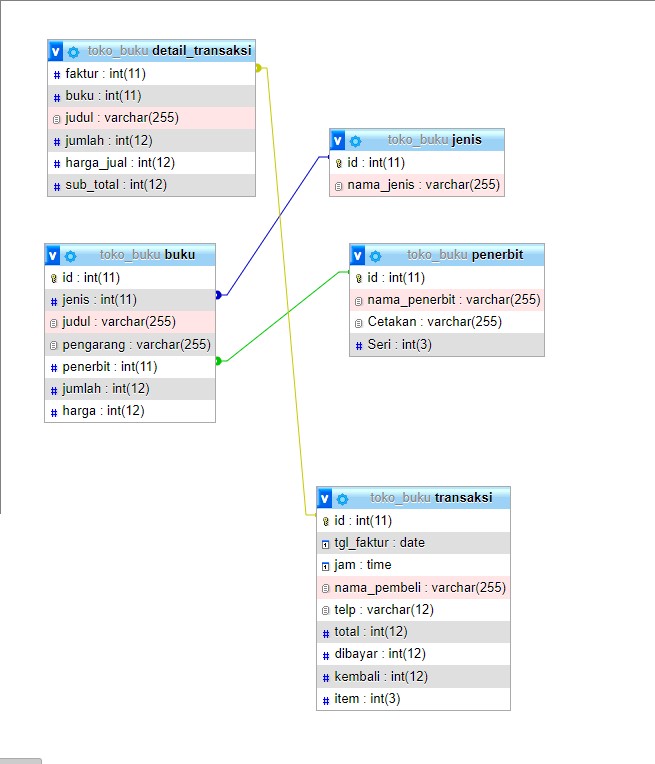 v toko_buku detail_transaksi
faktur : int(11)
buku : int(11)
judul : varchar(255)
jumlah : int(12)
harga_jual : int(12)
sub_total : int(12)
v toko_buku jenis
id : int(11)
nama_jenis : varchar(255)
v toko_buku buku
id : int(11)
jenis : int(11)
judul : varchar(255)
pengarang : varchar(255)
penerbit : int(11)
jumlah : int(12)
harga : int(12)
v toko_buku penerbit
id : int(11)
nama_penerbit : varchar(255)
Cetakan : varchar(255)
Seri : int(3)
v toko_buku transaksi
id : int(11)
tgl_faktur : date
jam : time
nama_pembeli : varchar(255)
telp : varchar(12)
total : int(12)
dibayar : int(12)
kembali : int(12)
item : int(3)